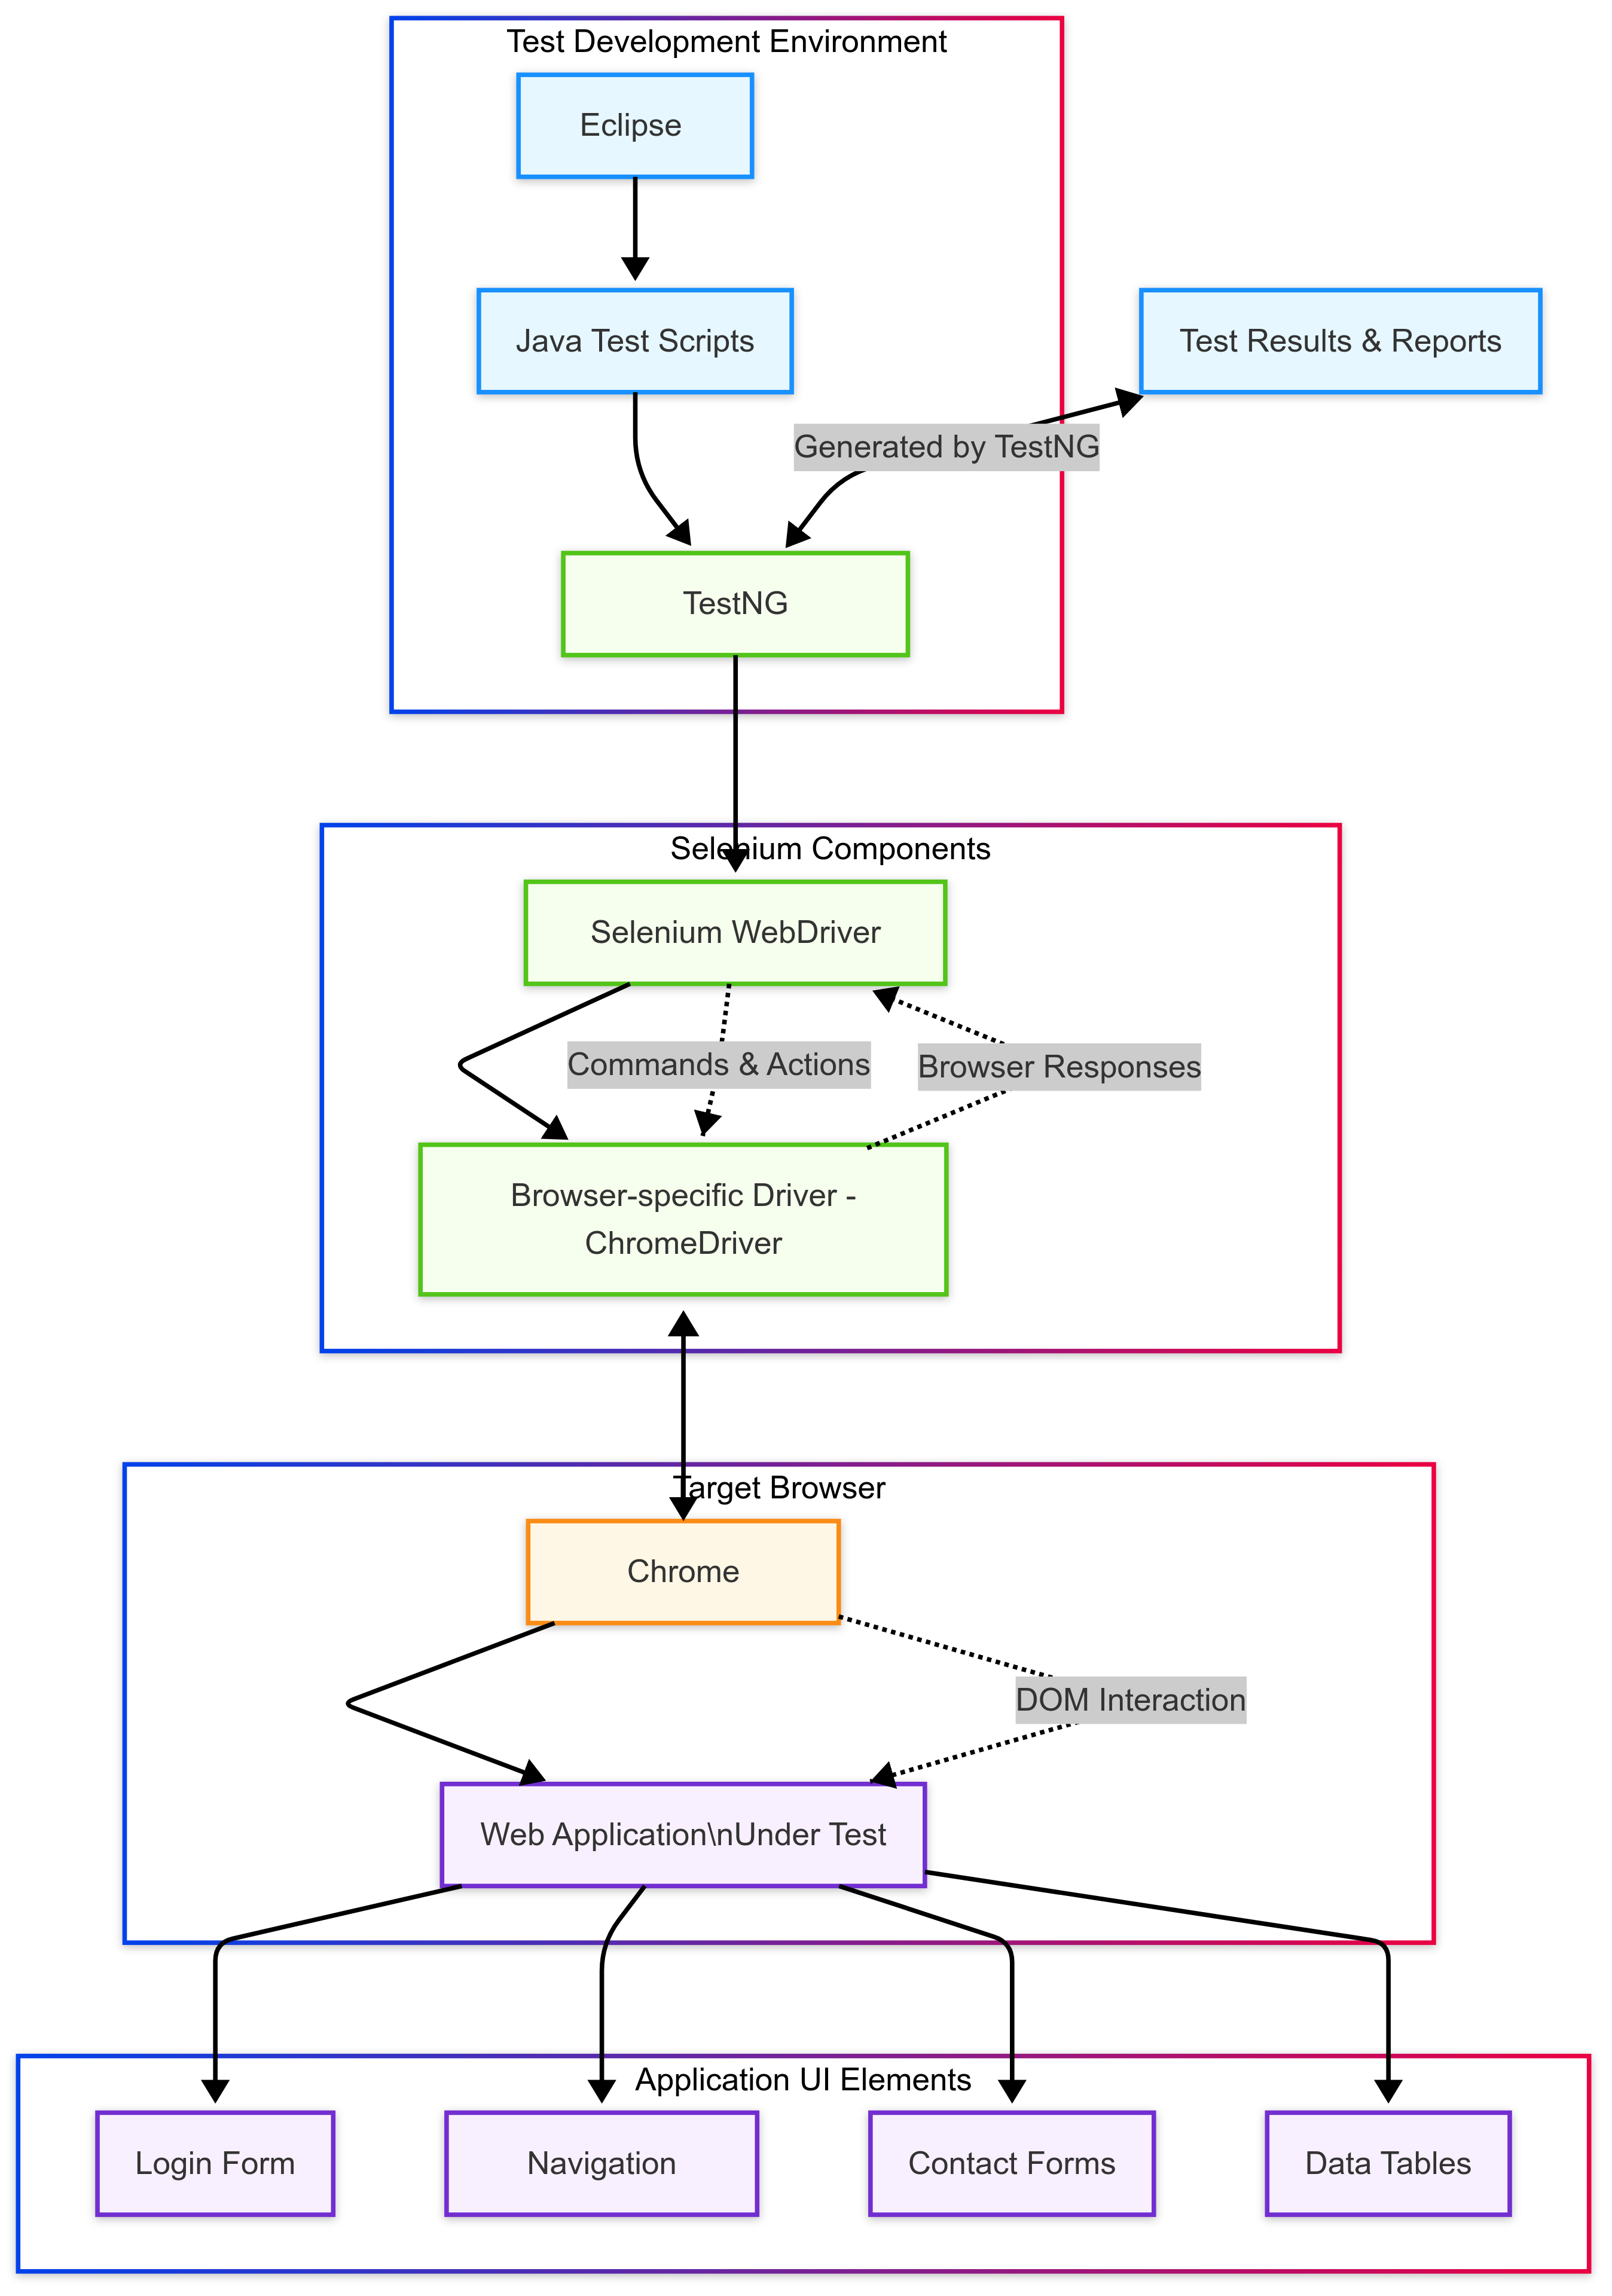 Test Development Environment
Eclipse
Java Test Scripts
Test Results & Reports
Generated by TestNG
TestNG
Selenium Components
Selenium WebDriver
Commands & Actions
Browser Responses
Browser-specific Driver -
ChromeDriver
Target Browser
Chrome
DOM Interaction
Web Application\nUnder Test
Application UI Elements
Login Form
Navigation
Contact Forms
Data Tables